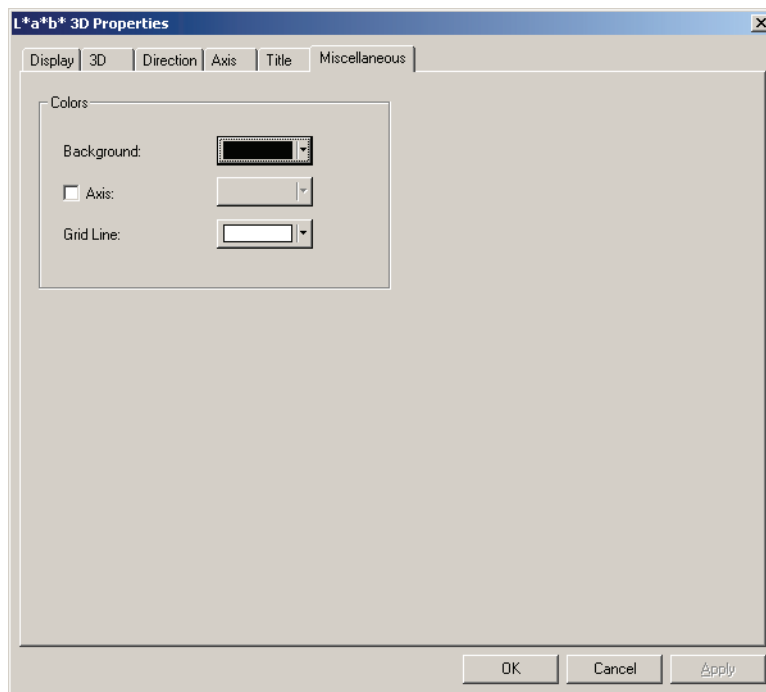 L*a*b* 3D Properties
Display 3D Direction Axis Title Miscellaneous
Colors
Background:
Axis:
Grid Line:
OK Cancel Apply